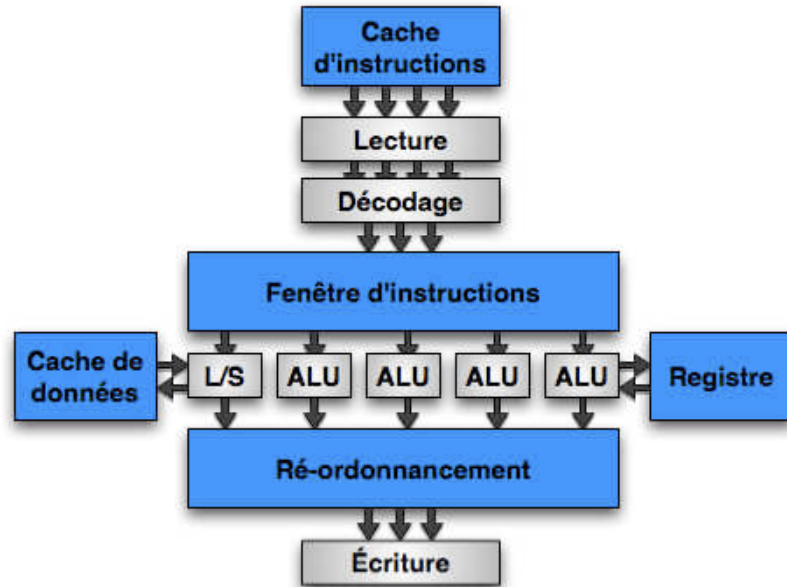 Cache
d'instructions
Lecture
Décodage
Fenêtre d'instructions
Cache de
données
L/S
ALU
ALU
ALU
ALU
Registre
Ré-ordonnancement
Écriture